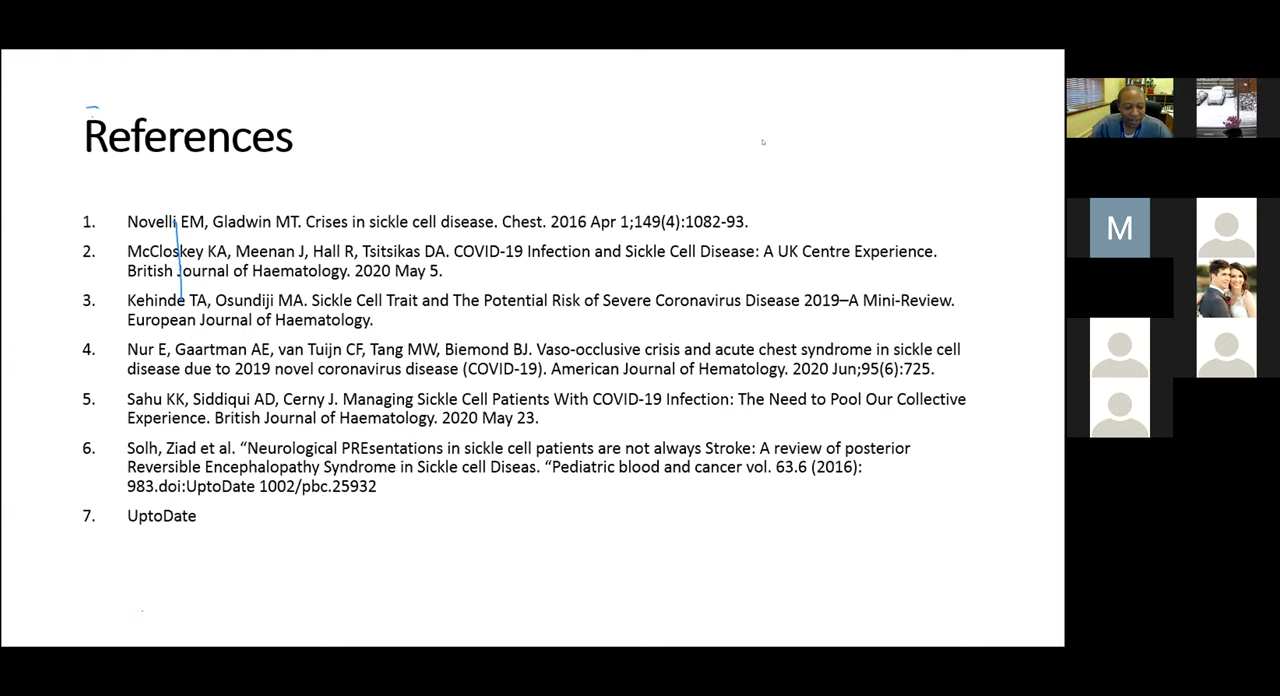 References
1. Novelli EM, Gladwin MT. Crises in sickle cell disease. Chest. 2016 Apr 1;149(4):1082-93.
2. McCloskey KA, Meenan J, Hall R, Tsitsikas DA. COVID-19 Infection and Sickle Cell Disease: A UK Centre Experience.
British Journal of Haematology. 2020 May 5.
3. Kehinde TA, Osundiji MA. Sickle Cell Trait and The Potential Risk of Severe Coronavirus Disease 2019–A Mini-Review.
European Journal of Haematology.
4. Nur E, Gaartman AE, van Tuijn CF, Tang MW, Biemond BJ. Vaso-occlusive crisis and acute chest syndrome in sickle cell
disease due to 2019 novel coronavirus disease (COVID-19). American Journal of Hematology. 2020 Jun;95(6):725.
5. Sahu KK, Siddiqui AD, Cerny J. Managing Sickle Cell Patients With COVID-19 Infection: The Need to Pool Our Collective
Experience. British Journal of Haematology. 2020 May 23.
6. Solh, Ziad et al. “Neurological PREsentations in sickle cell patients are not always Stroke: A review of posterior
Reversible Encephalopathy Syndrome in Sickle cell Diseas. “Pediatric blood and cancer vol. 63.6 (2016):
983.doi:UptoDate 1002/pbc.25932
7. UptoDate
M